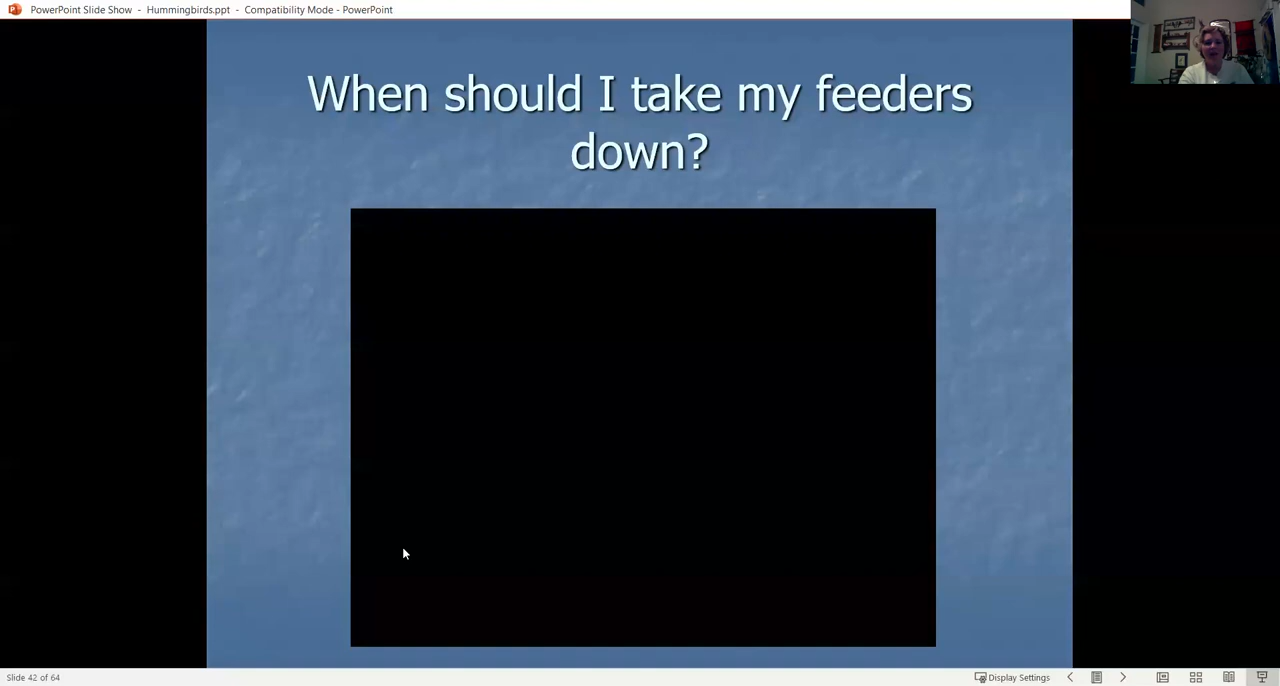 PowerPoint Slide Show - Hummingbirds.ppt - Compatibility Mode - PowerPoint
When should I take my feeders
down?
Slide 42 of 64
Display Settings